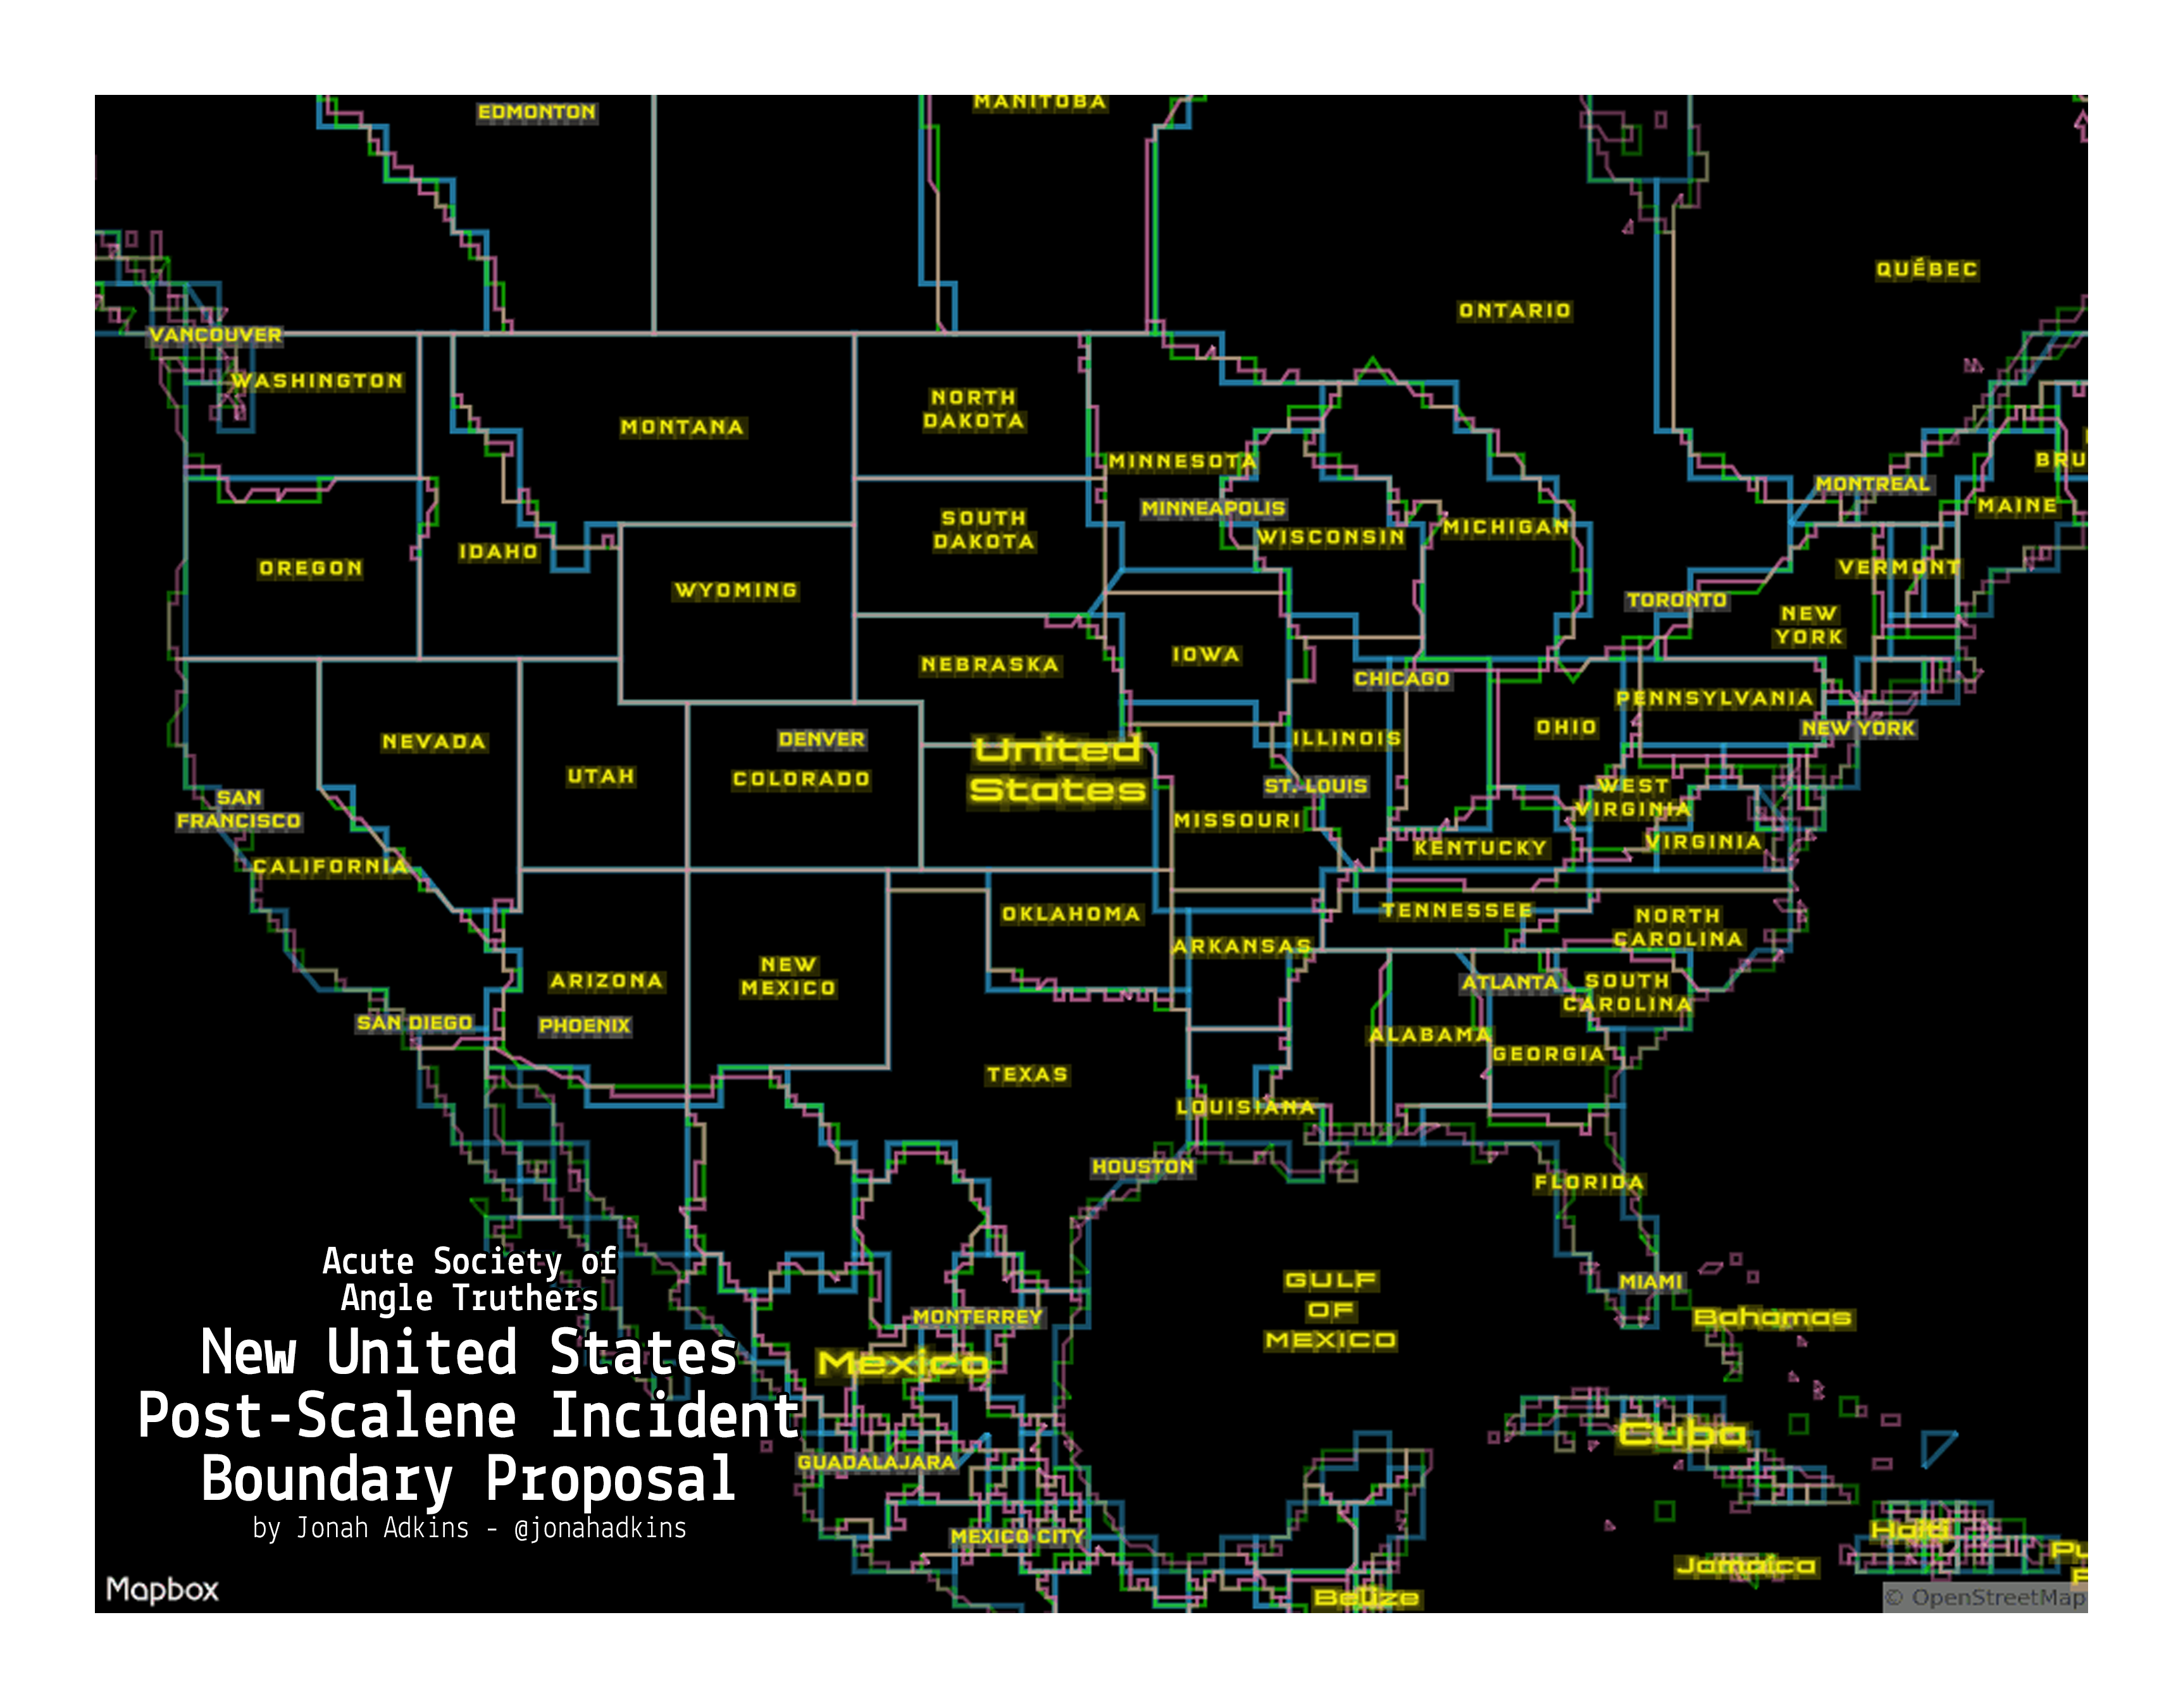 EDMONTON
MANITOBA
QUÉBEC
ONTARIO
VANCOUVER
WASHINGTON
MONTANA
NORTH
DAKOTA
MINNESOTA
BRU
MONTREAL
MAINE
MINNEAPOLIS
SOUTH
DAKOTA
WISCONSIN
MICHIGAN
IDAHO
OREGON
WYOMING
VERMONT
TORONTO
NEW
YORK
IOWA
NEBRASKA
CHICAGO
PENNSYLVANIA
NEW YORK
OHIO
NEVADA
DENVER
ILLINOIS
United
States
UTAH
COLORADO
ST. LOUIS
WEST
VIRGINIA
SAN
FRANCISCO
MISSOURI
KENTUCKY
VIRGINIA
CALIFORNIA
OKLAHOMA
TENNESSEE
NORTH
CAROLINA
ARKANSAS
ARIZONA
NEW
MEXICO
ATLANTA
SOUTH
CAROLINA
SAN DIEGO
PHOENIX
ALABAMA
GEORGIA
TEXAS
LOUISIANA
HOUSTON
FLORIDA
GULF
OF
MEXICO
MIAMI
Bahamas
MONTERREY
Mexico
Cuba
GUADALAJARA
MEXICO CITY
Haiti
Jamaica
Pu
Belize
Acute Society of
Angle Truthers
New United States
Post-Scalene Incident
Boundary Proposal
by Jonah Adkins - @jonahadkins
Mapbox
© OpenStreetMap